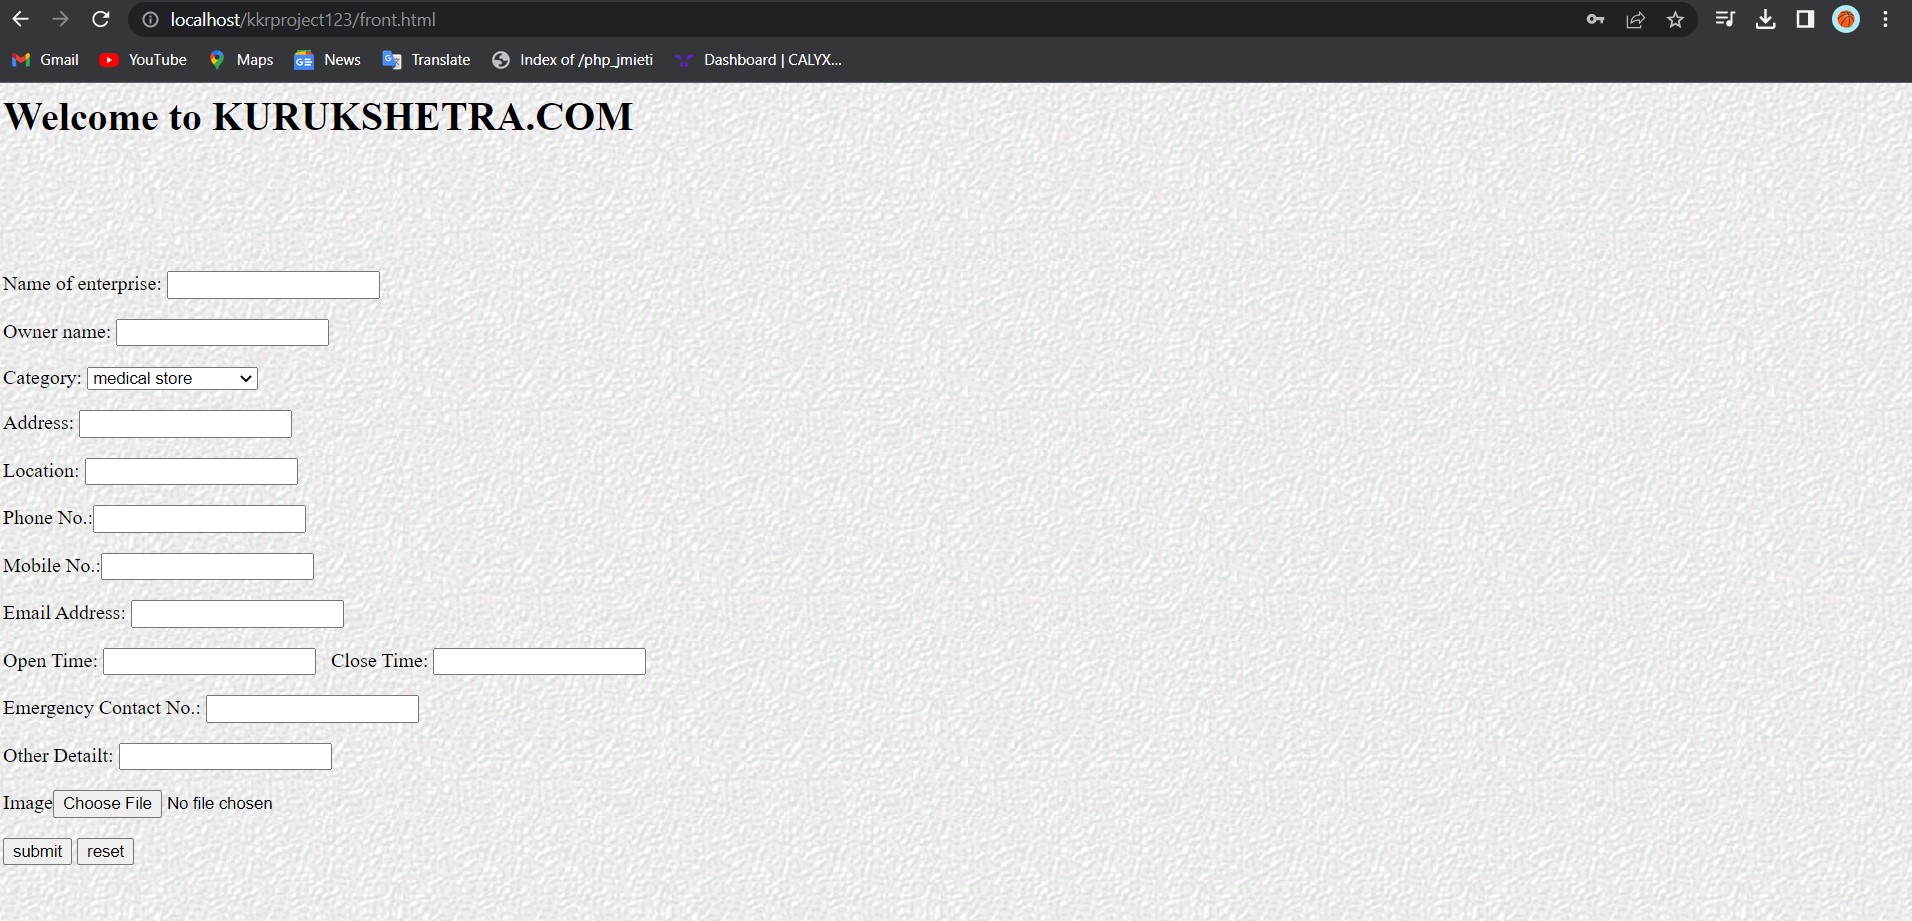 localhost/kkrproject123/front.html
Gmail YouTube Maps News Translate Index of /php_jmieti Dashboard | CALYX...
Welcome to KURUKSHETRA.COM
Name of enterprise:
Owner name:
Category: medical store
Address:
Location:
Phone No.:
Mobile No.:
Email Address:
Open Time: Close Time:
Emergency Contact No.:
Other Detailt:
Image Choose File No file chosen
submit reset